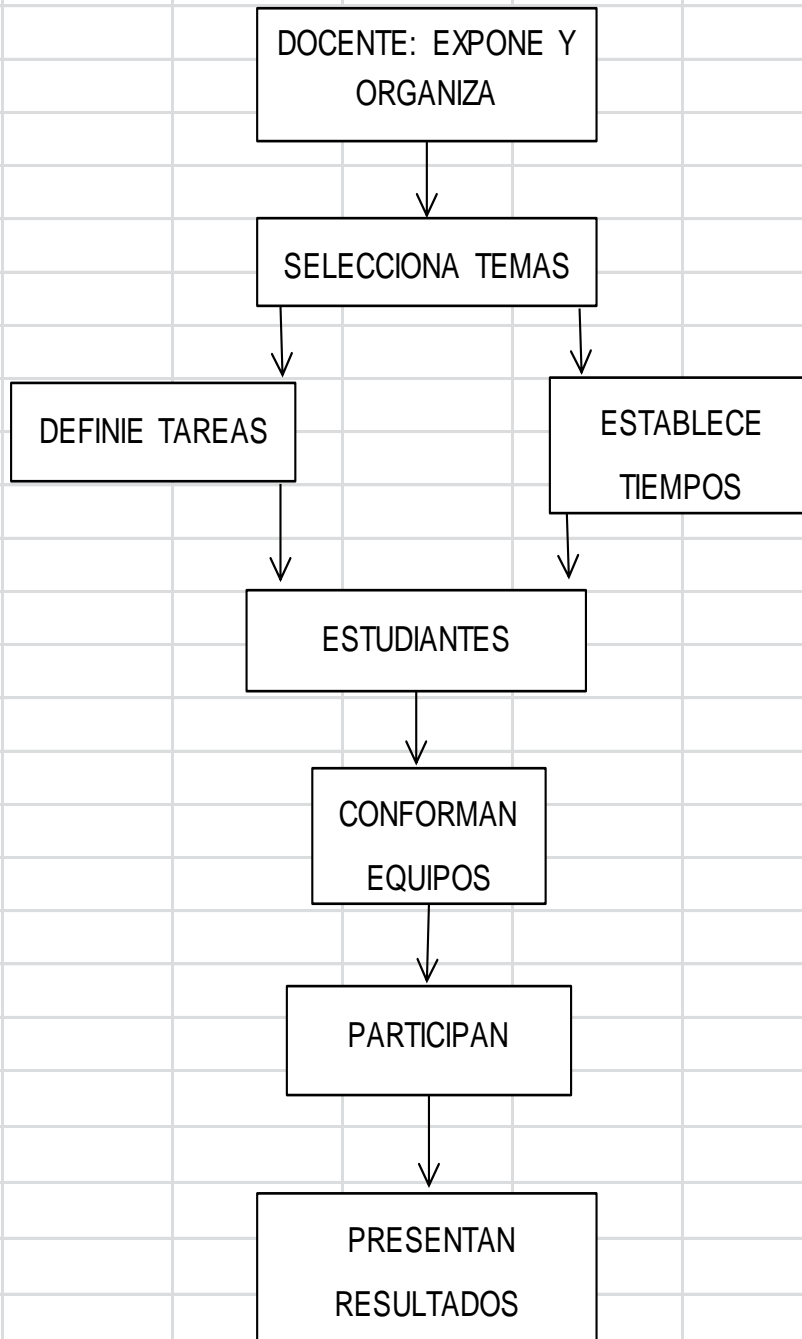 DOCENTE: EXPONE Y
ORGANIZA
SELECCIONA TEMAS
DEFINIE TAREAS
ESTABLECE
TIEMPOS
ESTUDIANTES
CONFORMAN
EQUIPOS
PARTICIPAN
PRESENTAN
RESULTADOS